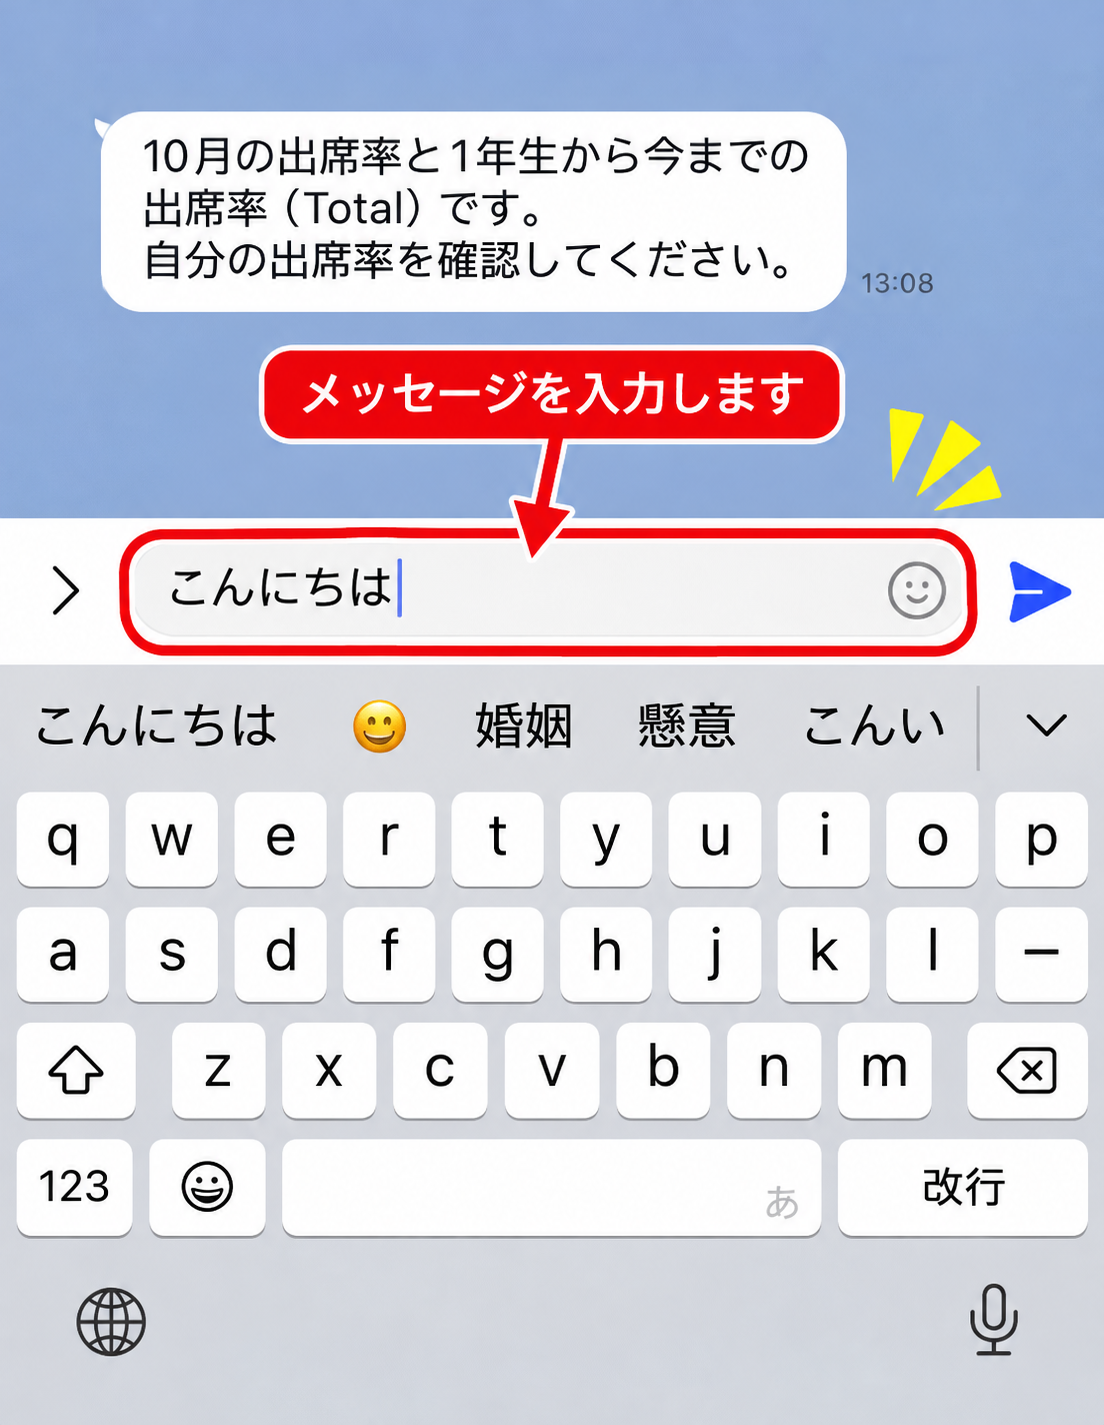 10月の出席率と1年生から今までの
出席率（Total）です。
自分の出席率を確認してください。
13:08
メッセージを入力します
こんにちは
こんにちは 😄 婚姻 懸意 こんい
q w e r t y u i o p
a s d f g h j k l ー
z x c v b n m
123 あ 改行